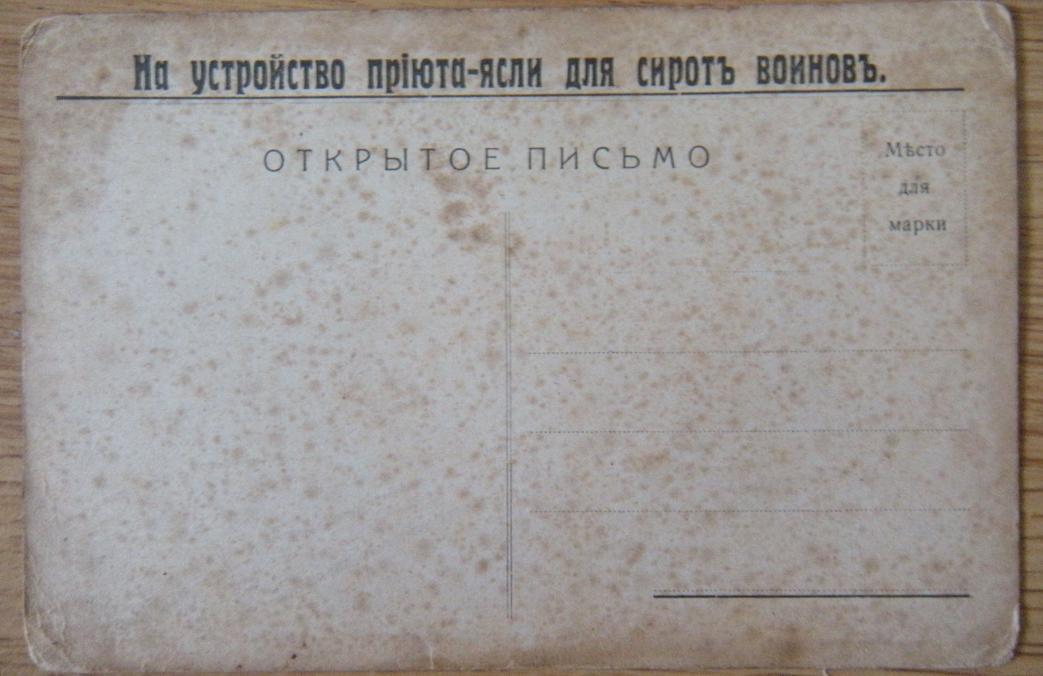 На устройство прiюта-ясли для сиротъ воиновъ.
ОТКРЫТОЕ ПИСЬМО
Мѣсто
для
марки